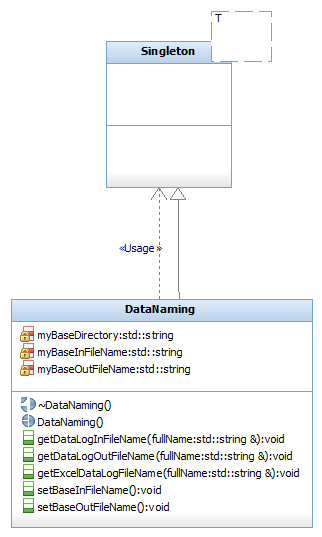 T
Singleton
«Usage »
DataNaming
myBaseDirectory:std::string
myBaseInFileName:std::string
myBaseOutFileName:std::string
~DataNaming()
DataNaming()
getDataLogInFileName(fullName:std::string &):void
getDataLogOutFileName(fullName:std::string &):void
getExcelDataLogFileName(fullName:std::string &):void
setBaseInFileName():void
setBaseOutFileName():void